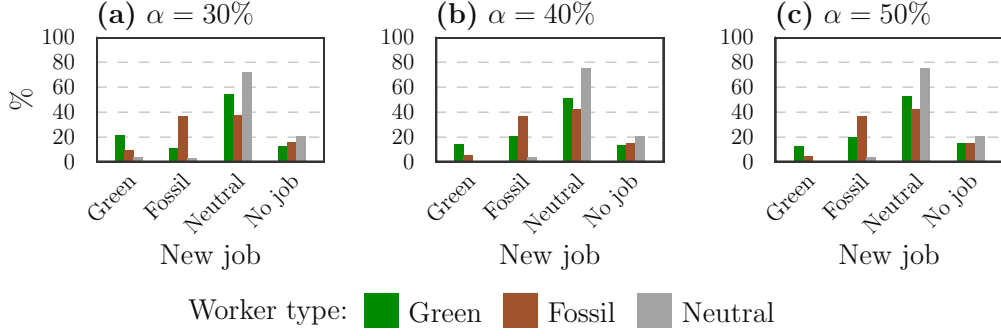 (a) α = 30%
(b) α = 40%
(c) α = 50%
%
100
80
60
40
20
0
Green
Fossil
Neutral
No job
New job
100
80
60
40
20
0
Green
Fossil
Neutral
No job
New job
100
80
60
40
20
0
Green
Fossil
Neutral
No job
New job
Worker type: Green Fossil Neutral